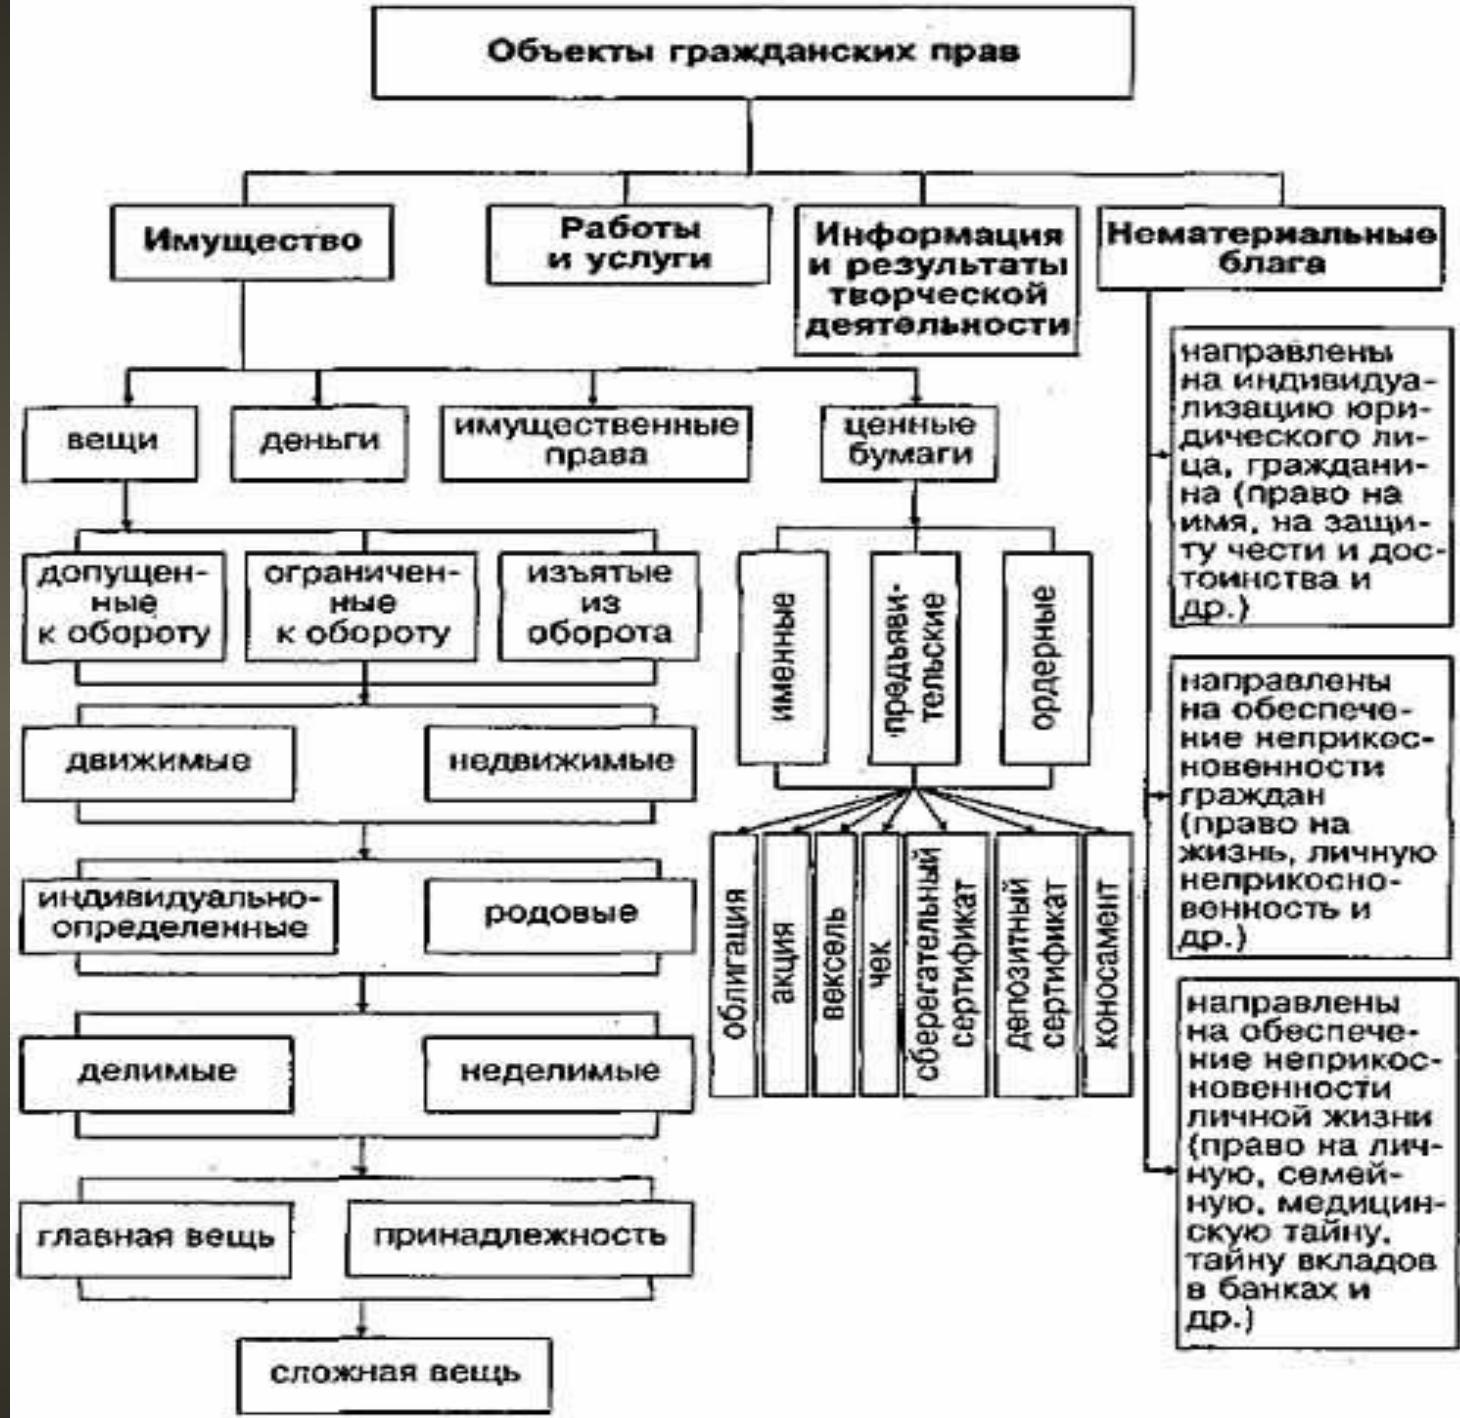 Объекты гражданских прав
Имущество
Работы
и услуги
Информация
и результаты
творческой
деятельности
Нематериальные
блага
вещи
деньги
имущественные
права
ценные
бумаги
допущен-
ные
к обороту
ограничен-
ные
к обороту
изъятые
из
оборота
движимые
недвижимые
индивидуально-
определенные
родовые
делимые
неделимые
главная вещь
принадлежность
сложная вещь
именные
предъяви-
тельские
ордерные
облигация
акция
вексель
чек
сберегательный
сертификат
депозитный
сертификат
коносамент
направлены
на индивидуа-
лизацию юри-
дического ли-
ца, граждани-
на (право на
имя, на защи-
ту чести и дос-
тоинства и
др.)
направлены
на обеспече-
ние неприкос-
новенности
граждан
(право на
жизнь, личную
неприкосно-
венность и
др.)
направлены
на обеспече-
ние неприкос-
новенности
личной жизни
(право на лич-
ную, семей-
ную, медицин-
скую тайну,
тайну вкладов
в банках и
др.)